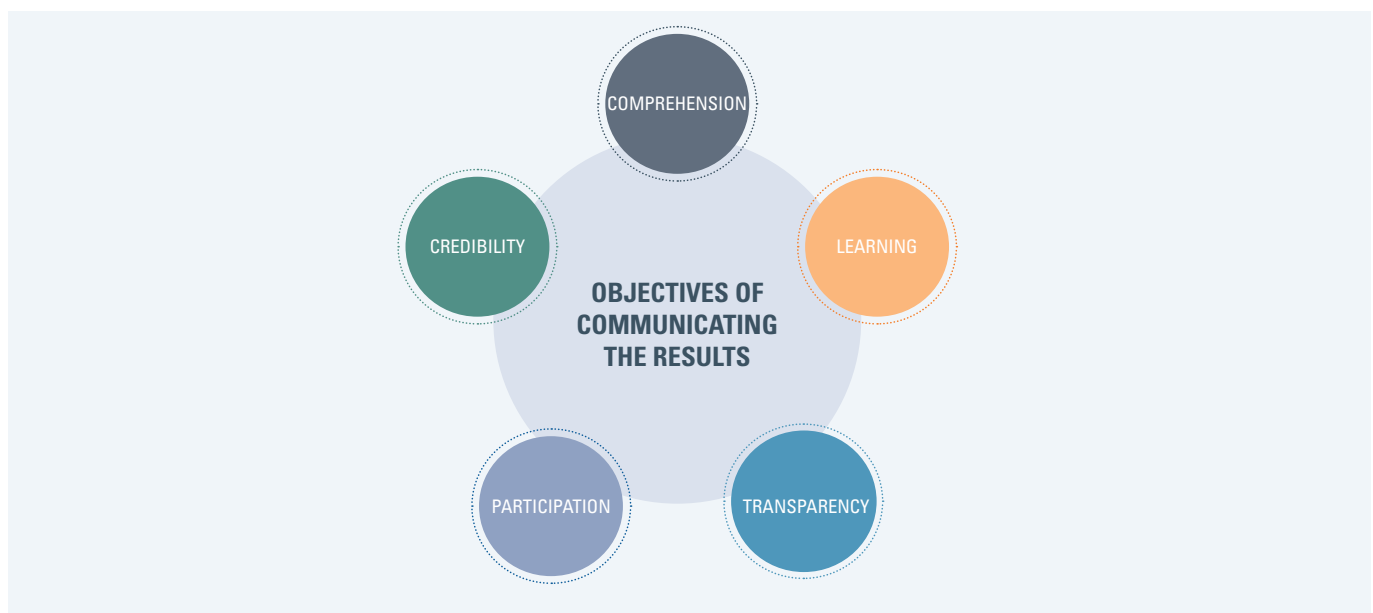 COMPREHENSION
CREDIBILITY
LEARNING
OBJECTIVES OF
COMMUNICATING
THE RESULTS
PARTICIPATION
TRANSPARENCY